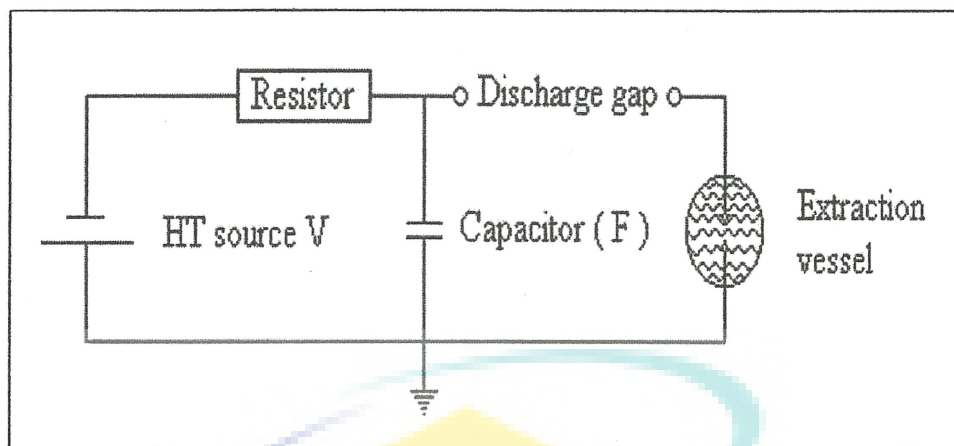 Resistor
Discharge gap
HT source V
Capacitor ( F )
Extraction
vessel